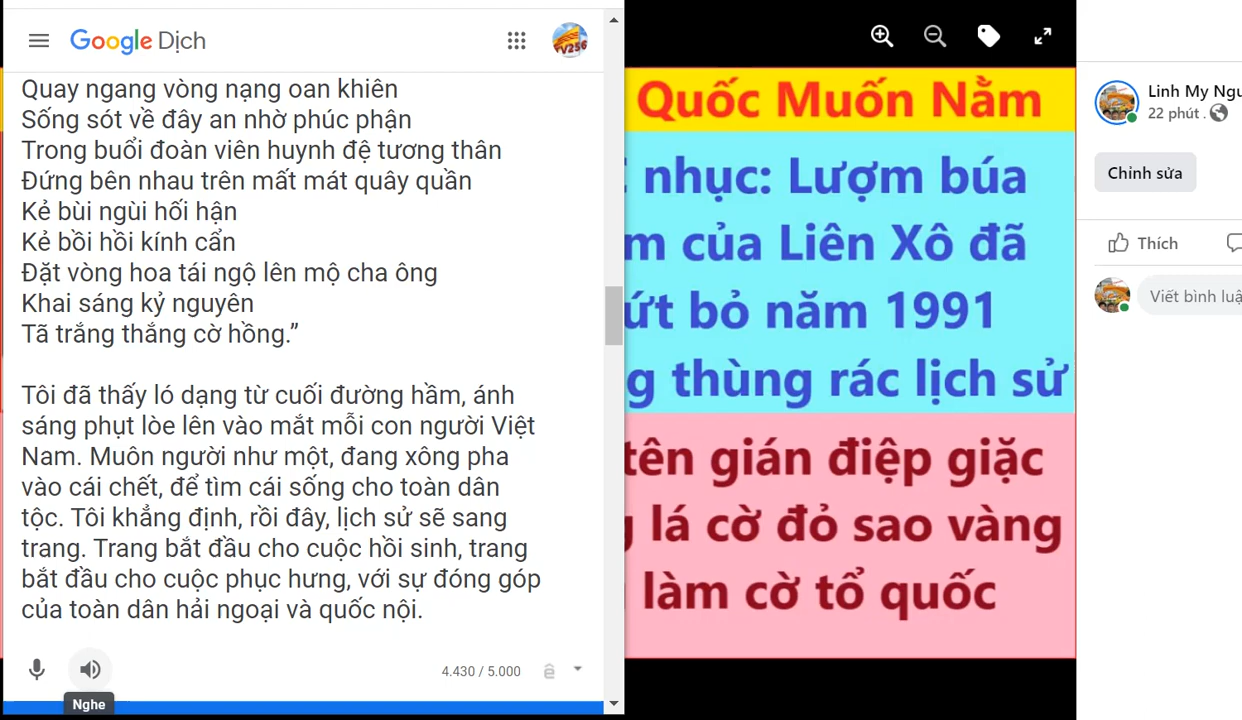 Google Dịch
Quay ngang vòng nạng oan khiên
Sống sót về đây an nhờ phúc phận
Trong buổi đoàn viên huynh đệ tương thân
Đứng bên nhau trên mất mát quây quần
Kẻ bùi ngùi hối hận
Kẻ bồi hồi kính cẩn
Đặt vòng hoa tái ngộ lên mộ cha ông
Khai sáng kỷ nguyên
Tã trắng thắng cờ hồng.”
Tôi đã thấy ló dạng từ cuối đường hầm, ánh
sáng phụt lòe lên vào mắt mỗi con người Việt
Nam. Muôn người như một, đang xông pha
vào cái chết, để tìm cái sống cho toàn dân
tộc. Tôi khẳng định, rồi đây, lịch sử sẽ sang
trang. Trang bắt đầu cho cuộc hồi sinh, trang
bắt đầu cho cuộc phục hưng, với sự đóng góp
của toàn dân hải ngoại và quốc nội.
4.430 / 5.000
ê
Nghe
Quốc Muốn Nằm
nhục: Lượm búa
m của Liên Xô đã
ứt bỏ năm 1991
g thùng rác lịch sử
tên gián điệp giặc
g lá cờ đỏ sao vàng
làm cờ tổ quốc
Linh My Ngu
22 phút .
Chỉnh sửa
Thích
Viết bình luậ